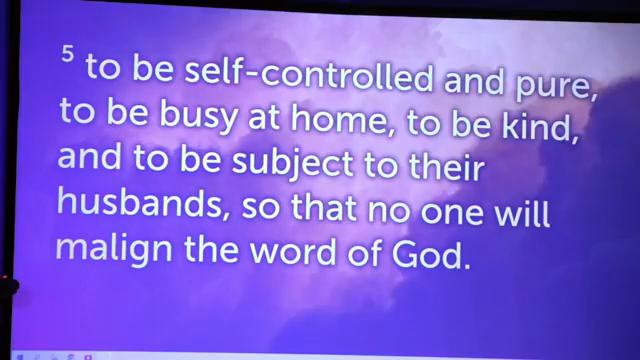 5 to be self-controlled and pure,
to be busy at home, to be kind,
and to be subject to their
husbands, so that no one will
malign the word of God.